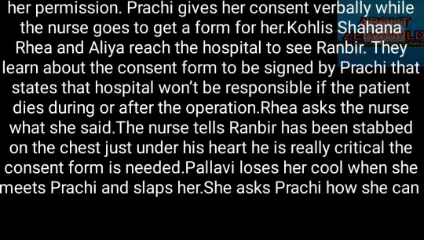 her permission. Prachi gives her consent verbally while
the nurse goes to get a form for her.Kohlis Shahana
Rhea and Aliya reach the hospital to see Ranbir. They
learn about the consent form to be signed by Prachi that
states that hospital won't be responsible if the patient
dies during or after the operation.Rhea asks the nurse
what she said.The nurse tells Ranbir has been stabbed
on the chest just under his heart he is really critical the
consent form is needed.Pallavi loses her cool when she
meets Prachi and slaps her.She asks Prachi how she can